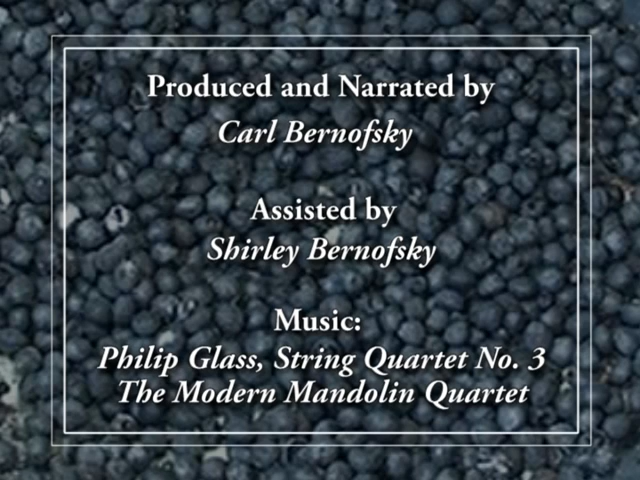 Produced and Narrated by
Carl Bernofsky
Assisted by
Shirley Bernofsky
Music:
Philip Glass, String Quartet No. 3
The Modern Mandolin Quartet